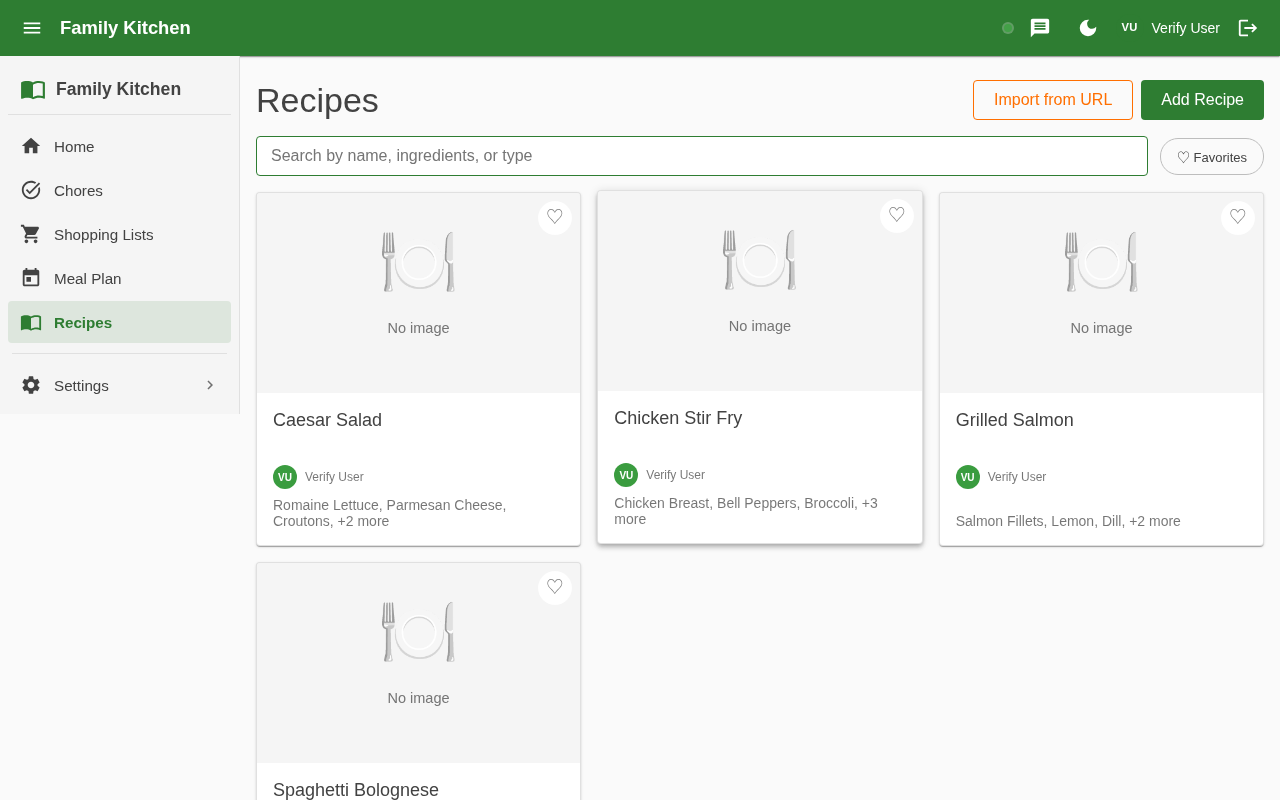 Family Kitchen
VU Verify User
Family Kitchen
Home
Chores
Shopping Lists
Meal Plan
Recipes
Settings
Recipes
Import from URL
Add Recipe
Search by name, ingredients, or type
♡ Favorites
No image
Caesar Salad
VU Verify User
Romaine Lettuce, Parmesan Cheese,
Croutons, +2 more
No image
Chicken Stir Fry
VU Verify User
Chicken Breast, Bell Peppers, Broccoli, +3
more
No image
Grilled Salmon
VU Verify User
Salmon Fillets, Lemon, Dill, +2 more
No image
Spaghetti Bolognese